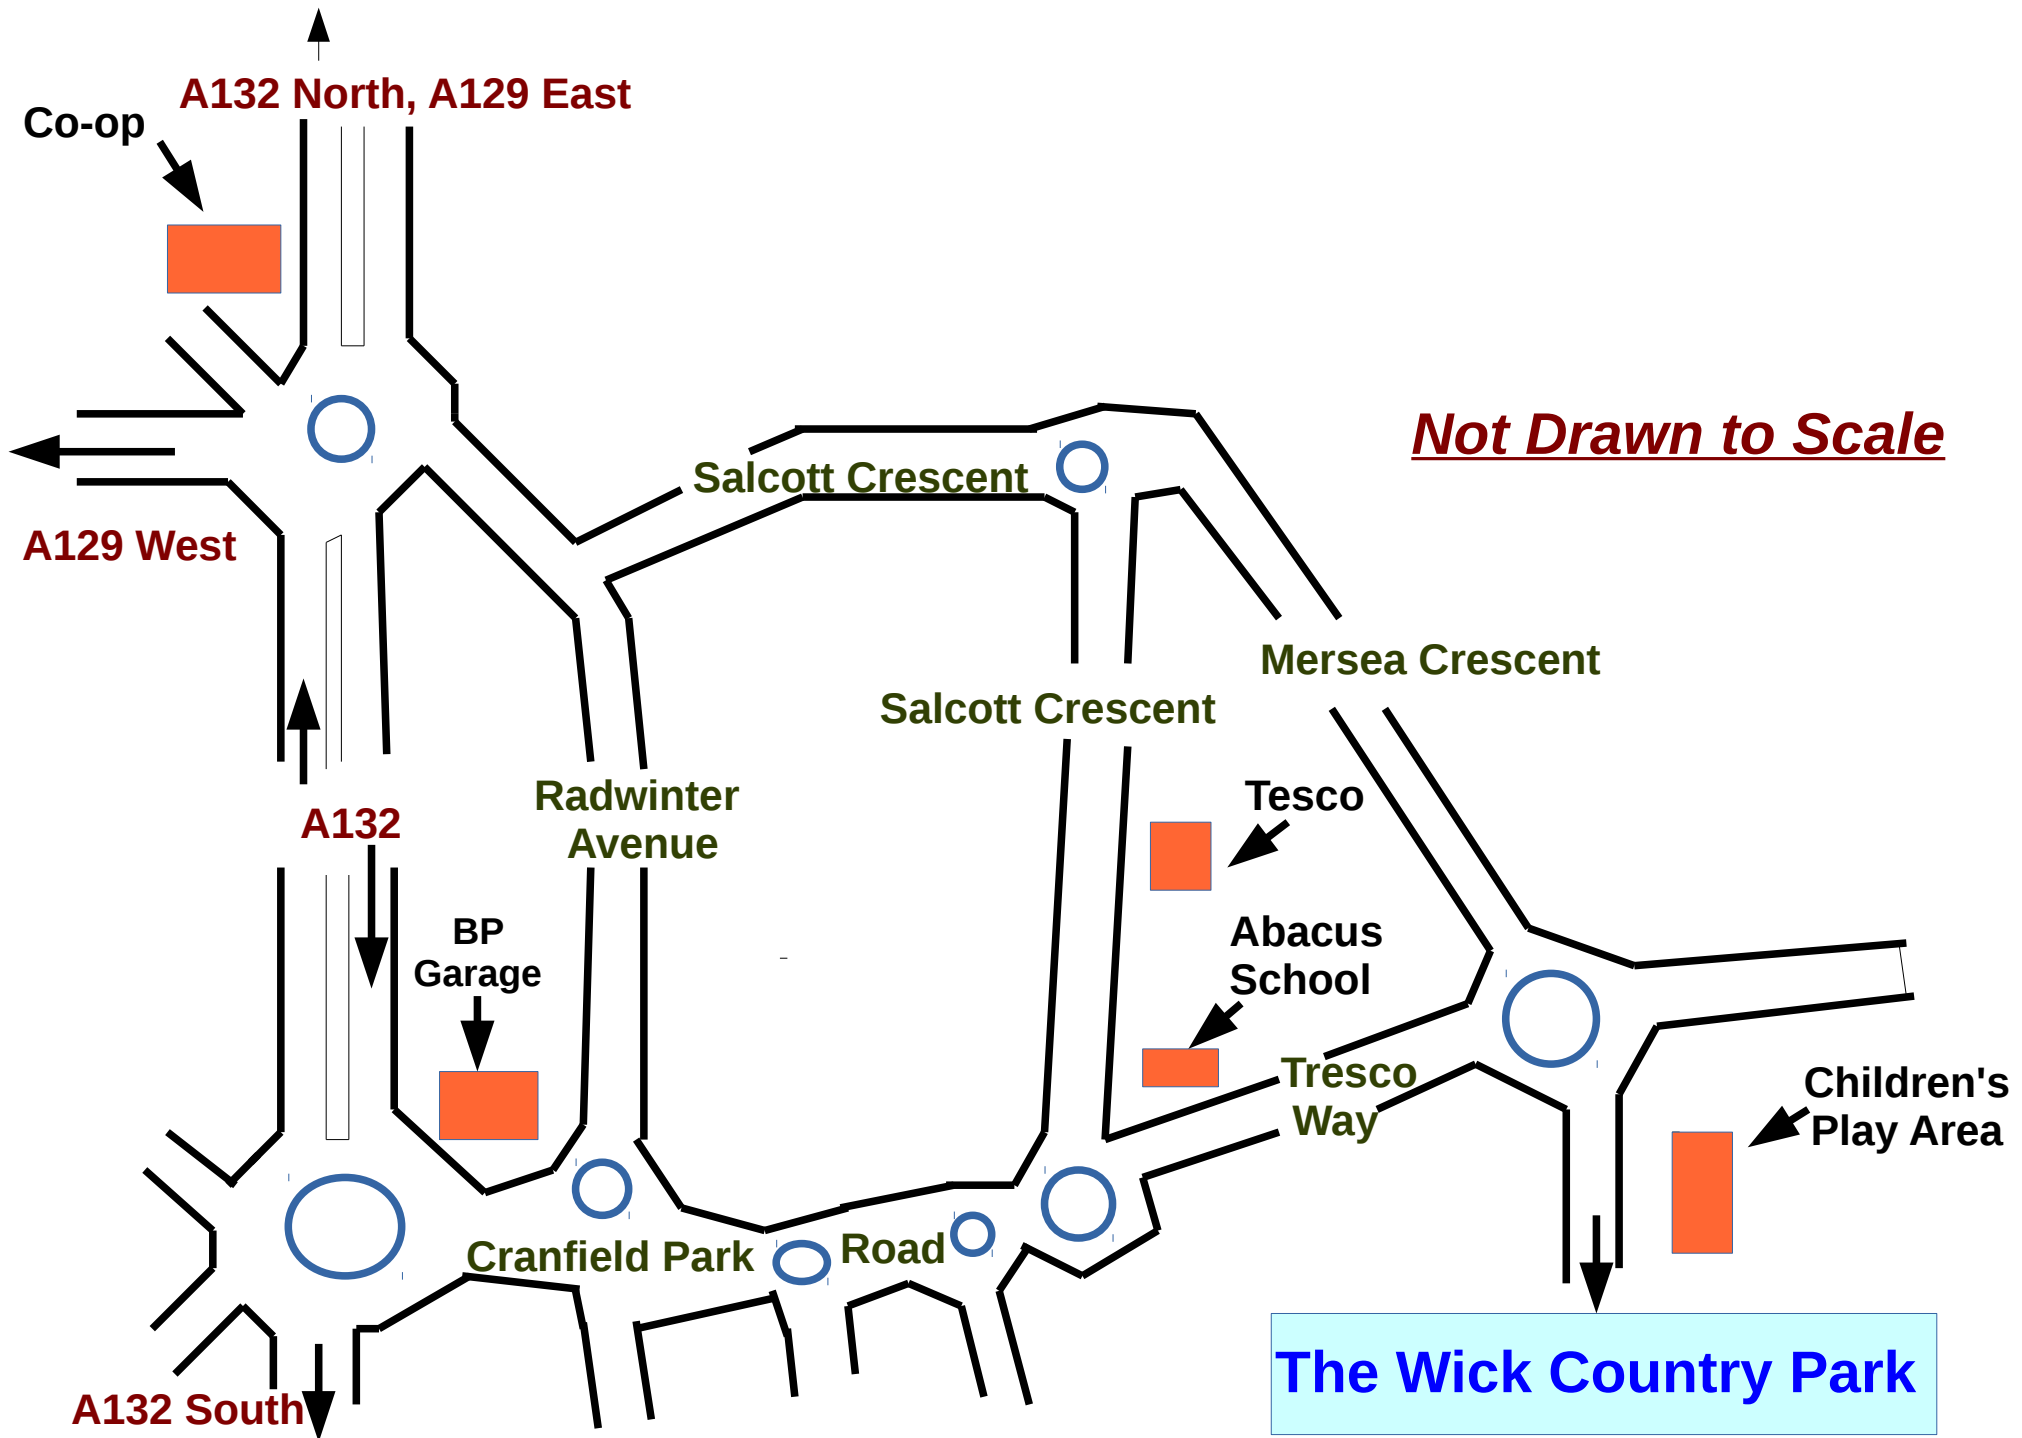 A132 North, A129 East
Co-op
Not Drawn to Scale
Salcott Crescent
A129 West
Mersea Crescent
Salcott Crescent
Radwinter
Avenue
Tesco
A132
BP
Garage
Abacus
School
Tresco
Way
Children's
Play Area
Cranfield Park
Road
The Wick Country Park
A132 South